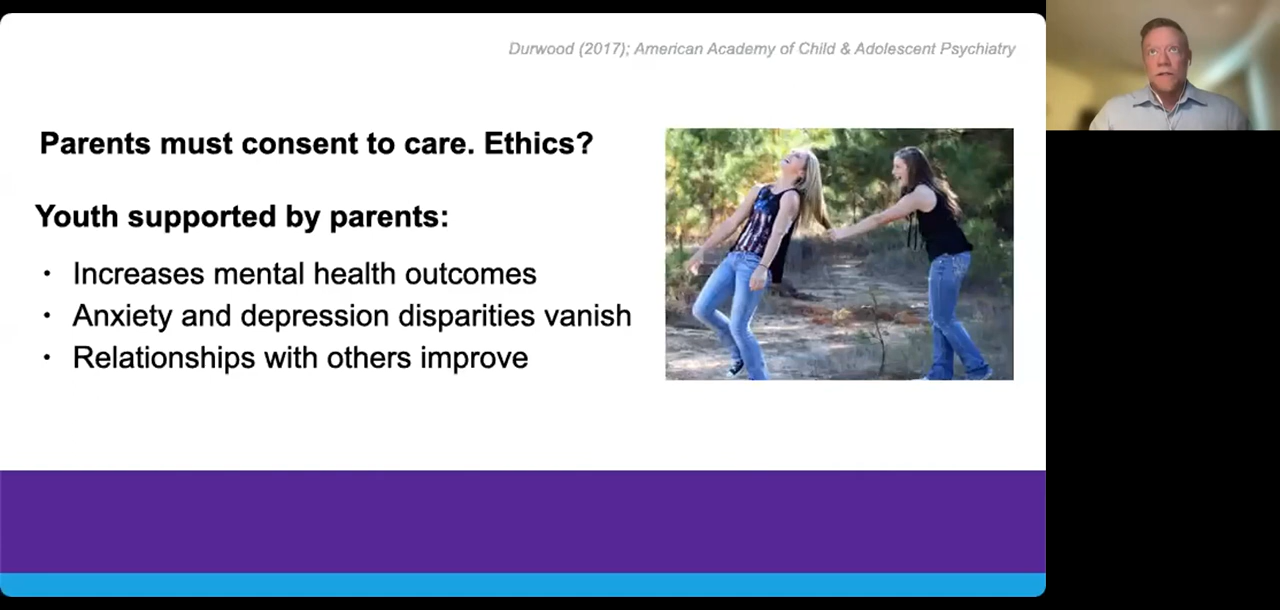 Durwood (2017); American Academy of Child & Adolescent Psychiatry
Parents must consent to care. Ethics?
Youth supported by parents:
• Increases mental health outcomes
• Anxiety and depression disparities vanish
• Relationships with others improve